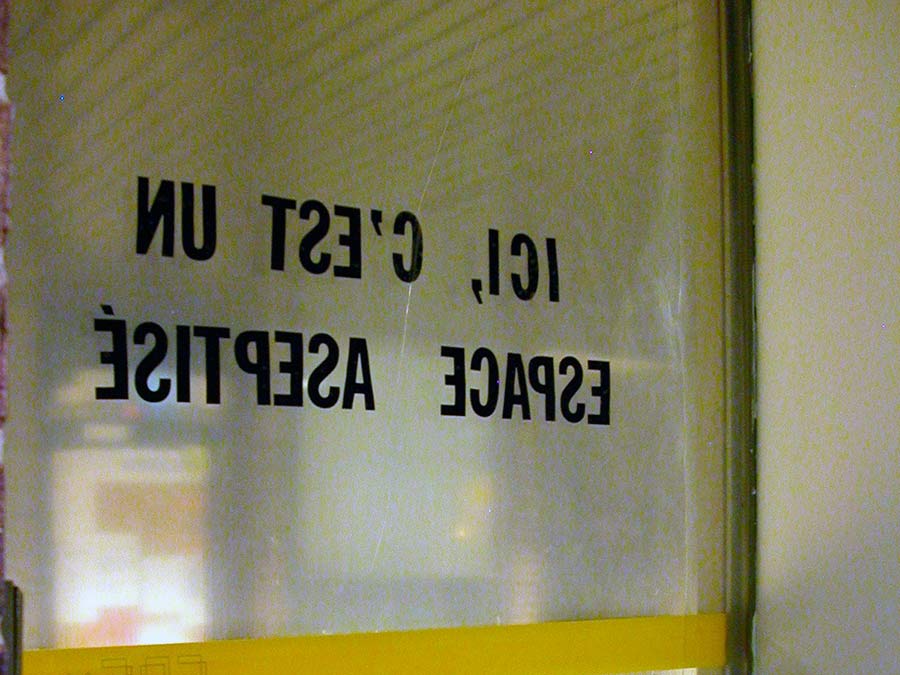 ICI, C'EST UN
ESPACE ASEPTISÉ